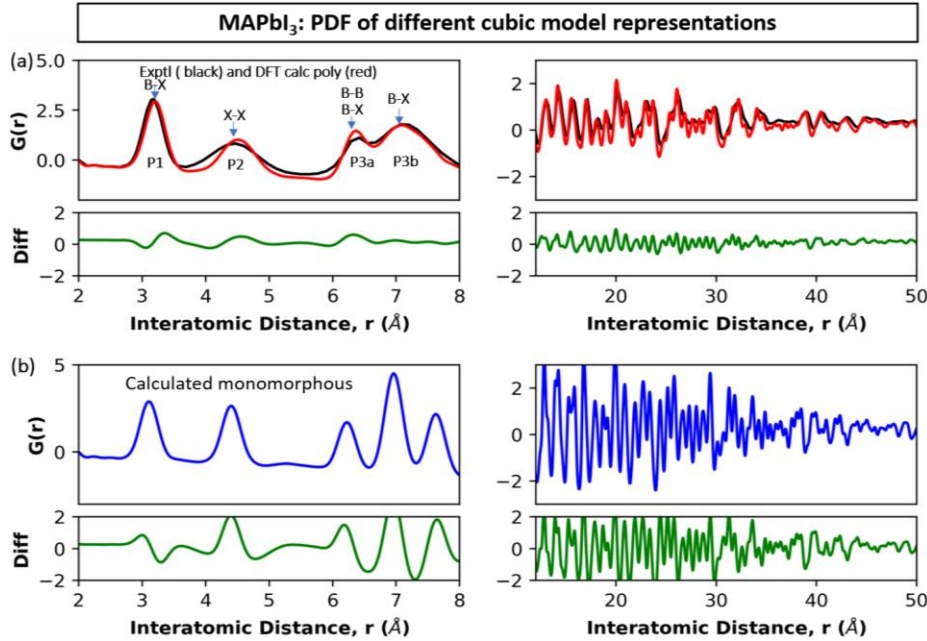 MAPbI₃: PDF of different cubic model representations
(a)
5.0
2.5
0.0
G(r)
Exptl ( black) and DFT calc poly (red)
B-X
X-X
B-B
B-X
B-X
P1
P2
P3a
P3b
2
0
−2
2
0
−2
Diff
2 3 4 5 6 7 8
Interatomic Distance, r (Å)
2
0
−2
20 30 40 50
Interatomic Distance, r (Å)
(b)
5
0
G(r)
Calculated monomorphous
2
0
−2
2
0
−2
Diff
2 3 4 5 6 7 8
Interatomic Distance, r (Å)
2
0
−2
20 30 40 50
Interatomic Distance, r (Å)